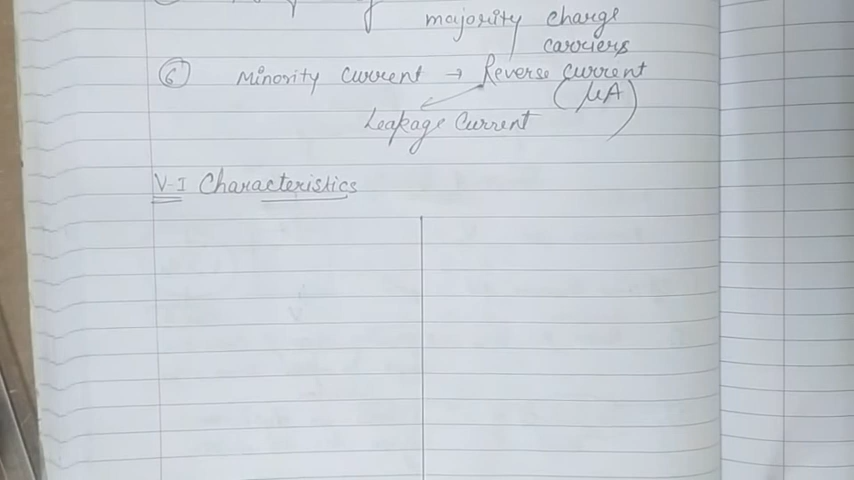 majority charge
carriers
6 Minority current → Reverse current
(μA)
Leakage Current
V-I Characteristics